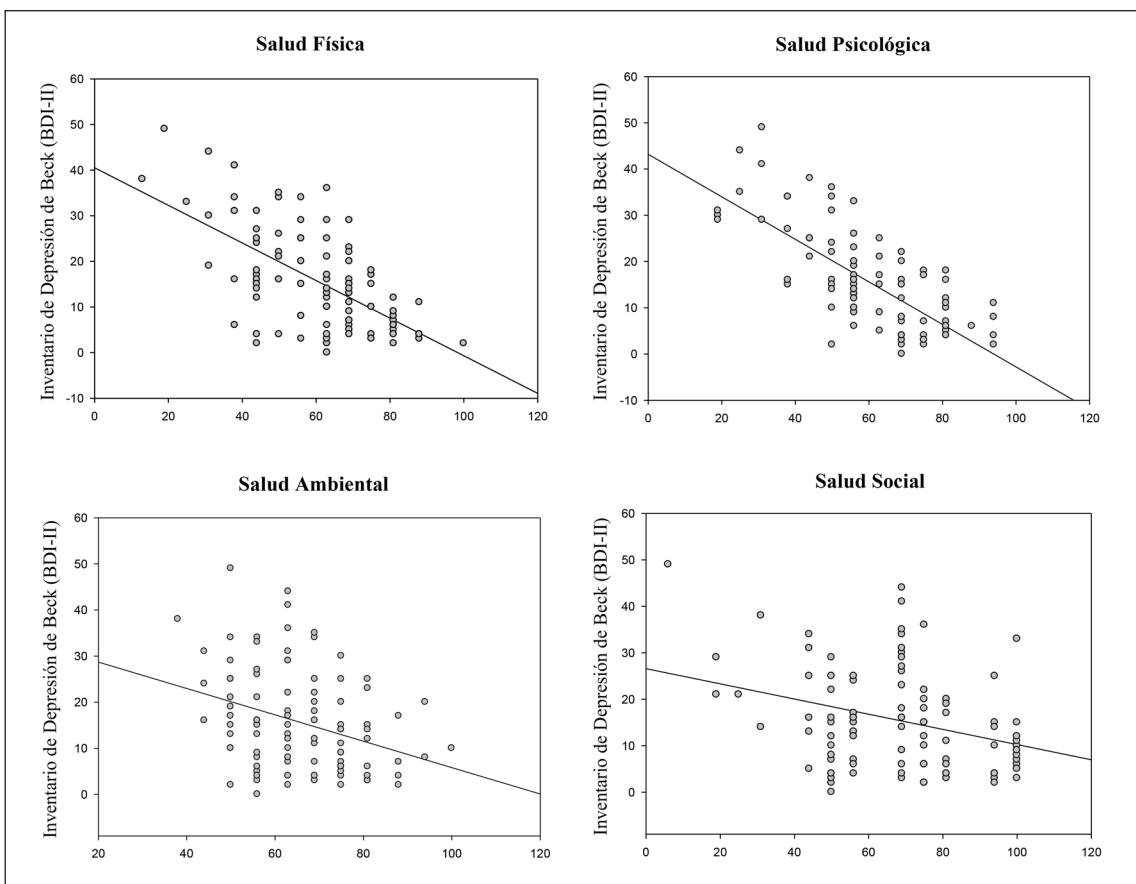 Salud Física
Inventario de Depresión de Beck (BDI-II)
60
50
40
30
20
10
0
-10
0 20 40 60 80 100 120
Salud Psicológica
Inventario de Depresión de Beck (BDI-II)
60
50
40
30
20
10
0
-10
0 20 40 60 80 100 120
Salud Ambiental
Inventario de Depresión de Beck (BDI-II)
60
50
40
30
20
10
0
20 40 60 80 100 120
Salud Social
Inventario de Depresión de Beck (BDI-II)
60
50
40
30
20
10
0
0 20 40 60 80 100 120